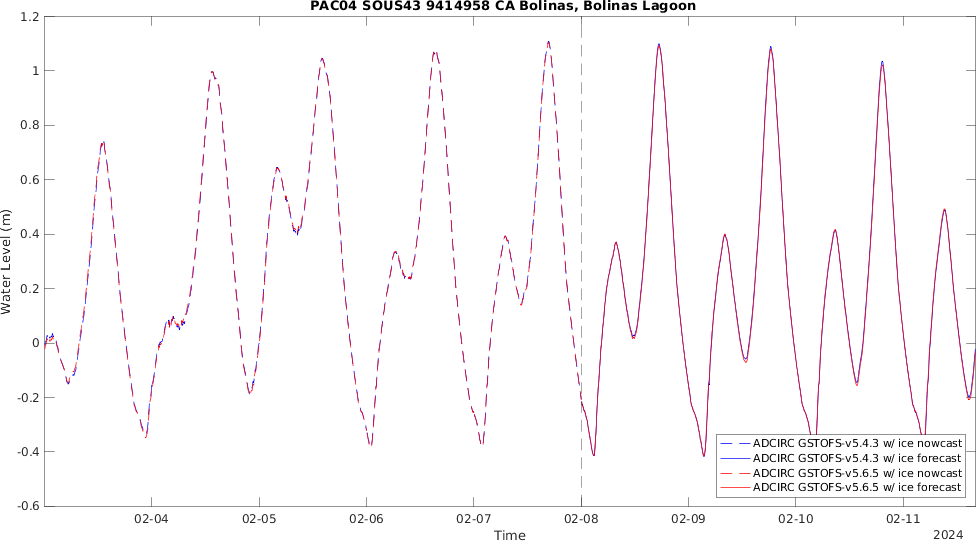 PAC04 SOUS43 9414958 CA Bolinas, Bolinas Lagoon
1.2
1
0.8
0.6
0.4
0.2
0
-0.2
-0.4
-0.6
Water Level (m)
ADCIRC GSTOFS-v5.4.3 w/ ice nowcast
ADCIRC GSTOFS-v5.4.3 w/ ice forecast
ADCIRC GSTOFS-v5.6.5 w/ ice nowcast
ADCIRC GSTOFS-v5.6.5 w/ ice forecast
02-04 02-05 02-06 02-07 02-08 02-09 02-10 02-11
Time
2024